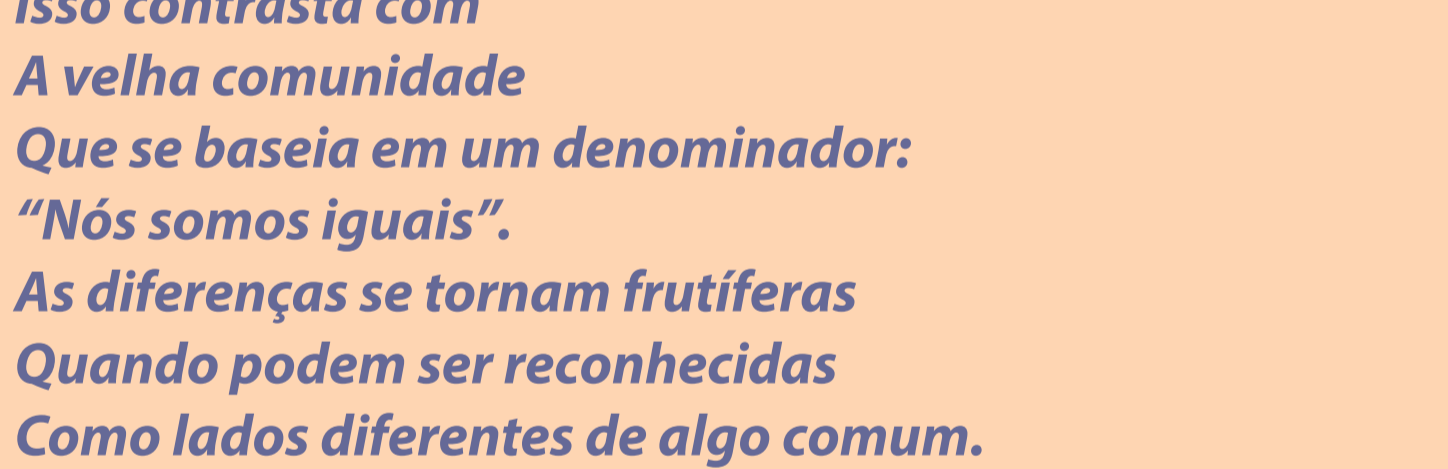 Isso contrasta com
A velha comunidade
Que se baseia em um denominador:
“Nós somos iguais”.
As diferenças se tornam frutíferas
Quando podem ser reconhecidas
Como lados diferentes de algo comum.